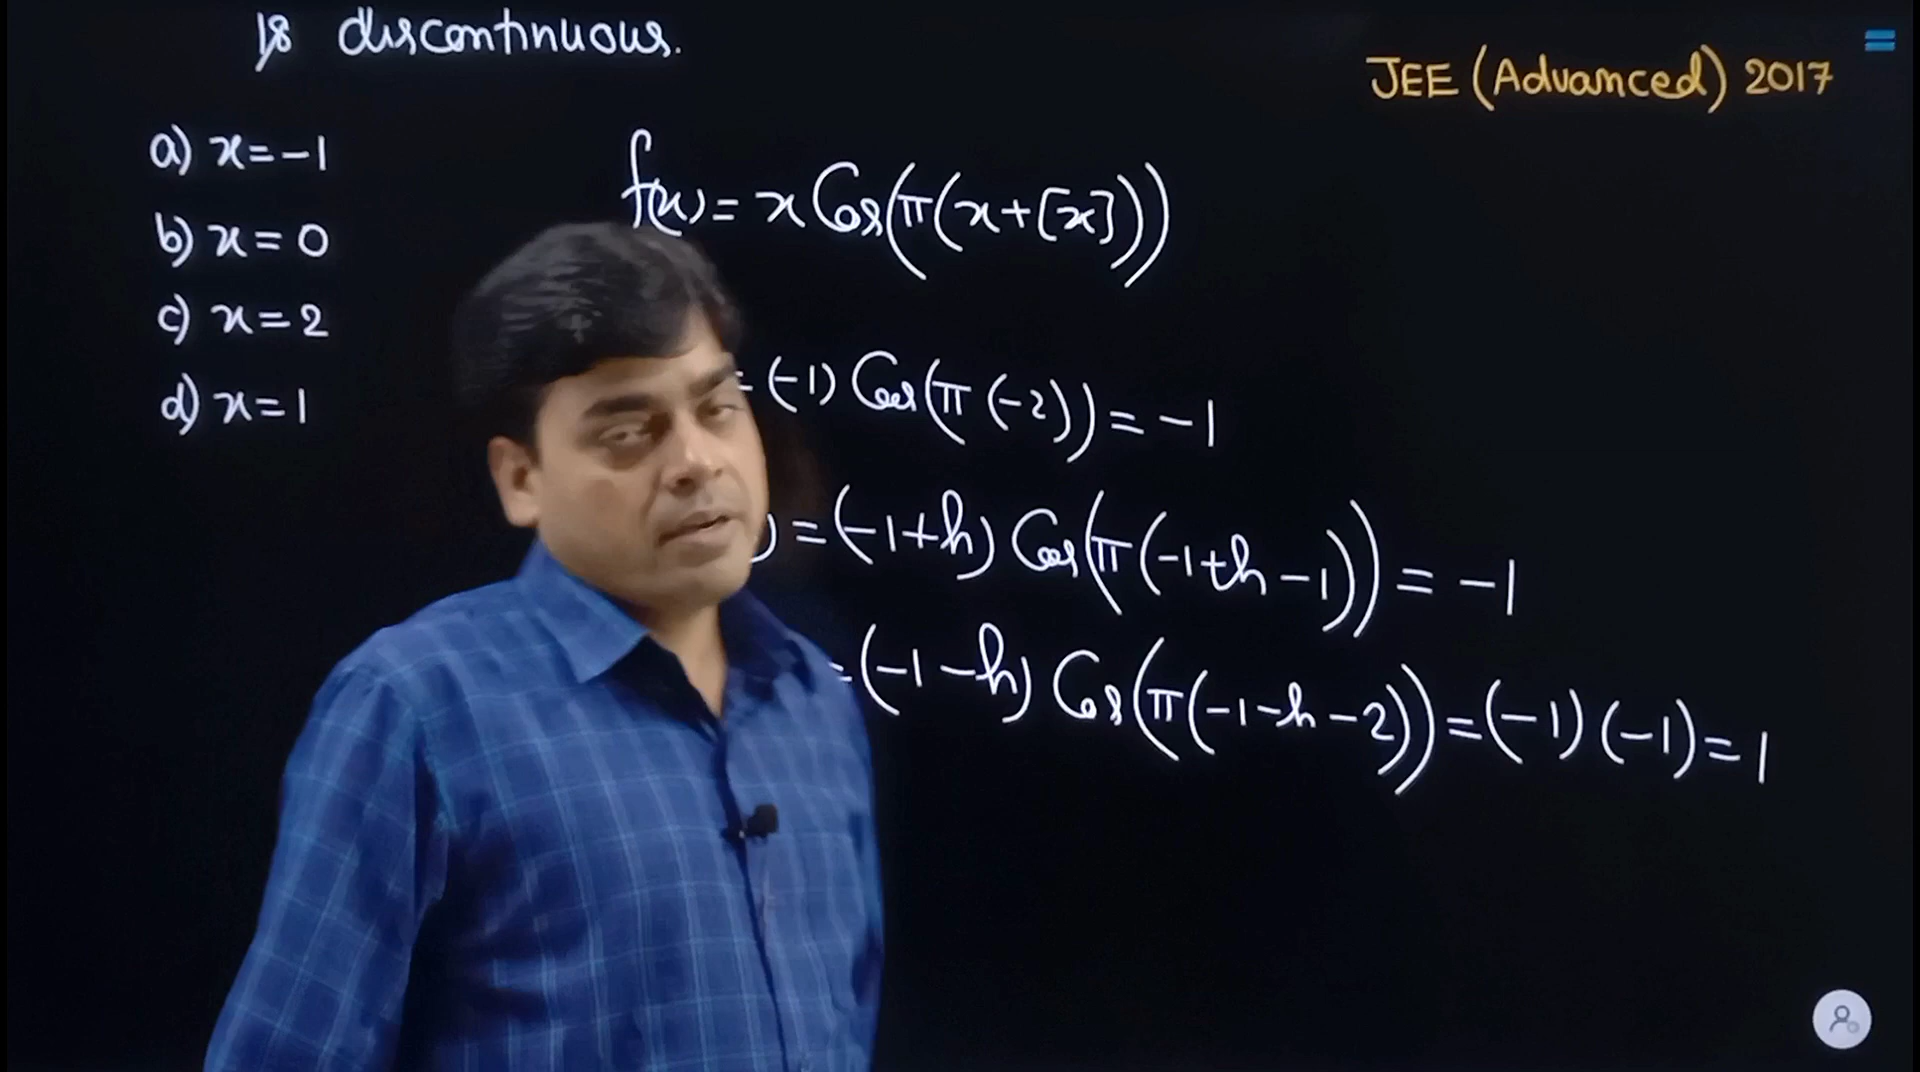 is discontinuous.
JEE (Advanced) 2017
a) x=-1
b) x=0
c) x=2
d) x=1
f(x)= x Cos(π(x+[x]))
= (-1) Cos(π(-2)) = -1
) = (-1+h) Cos(π(-1+h-1)) = -1
= (-1-h) Cos(π(-1-h-2)) = (-1)(-1) = 1